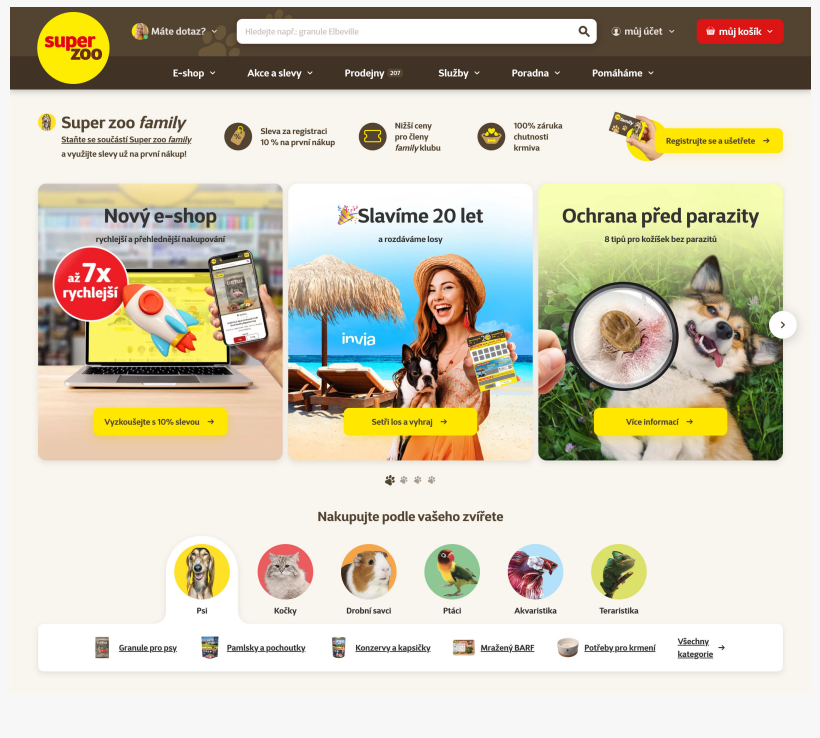 super
zoo
Máte dotaz?
Hledejte např.: granule Elbeville
můj účet
můj košík
E-shop
Akce a slevy
Prodejny 207
Služby
Poradna
Pomáháme
Super zoo family
Staňte se součástí Super zoo family
a využijte slevy už na první nákup!
Sleva za registraci
10 % na první nákup
Nižší ceny
pro členy
family klubu
100% záruka
chutnosti
krmiva
family
Registrujte se a ušetřete →
Nový e-shop
rychlejší a přehlednější nakupování
až 7x
rychlejší
Vyzkoušejte s 10% slevou →
Slavíme 20 let
a rozdáváme losy
invia
Setři los a vyhraj →
Ochrana před parazity
8 tipů pro kožíšek bez parazitů
Více informací →
Nakupujte podle vašeho zvířete
Psi
Kočky
Drobní savci
Ptáci
Akvaristika
Teraristika
Granule pro psy
Pamlsky a pochoutky
Konzervy a kapsičky
Mražený BARF
Potřeby pro krmení
Všechny
kategorie →